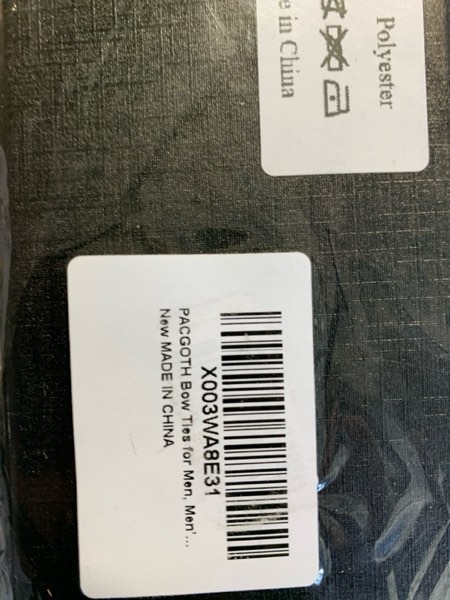 Polyester
e in China
X003WA8E31
PACGOTH Bow Ties for Men, Men'...
New MADE IN CHINA